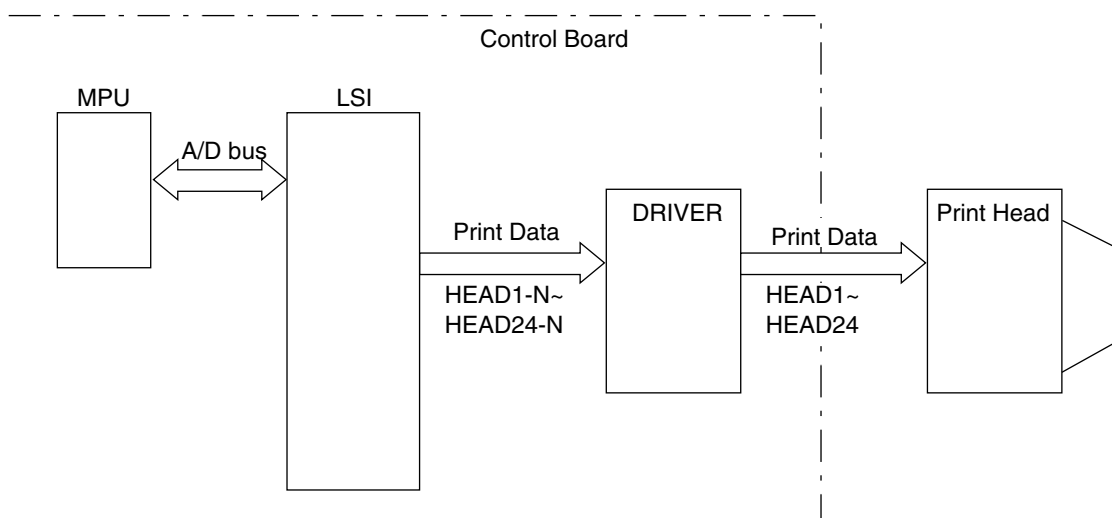 Control Board
MPU
LSI
A/D bus
DRIVER
Print Head
Print Data
Print Data
HEAD1-N~
HEAD24-N
HEAD1~
HEAD24